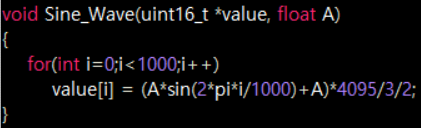 void Sine_Wave(uint16_t *value, float A)
{
for(int i=0;i<1000;i++)
value[i] = (A*sin(2*pi*i/1000)+A)*4095/3/2;
}